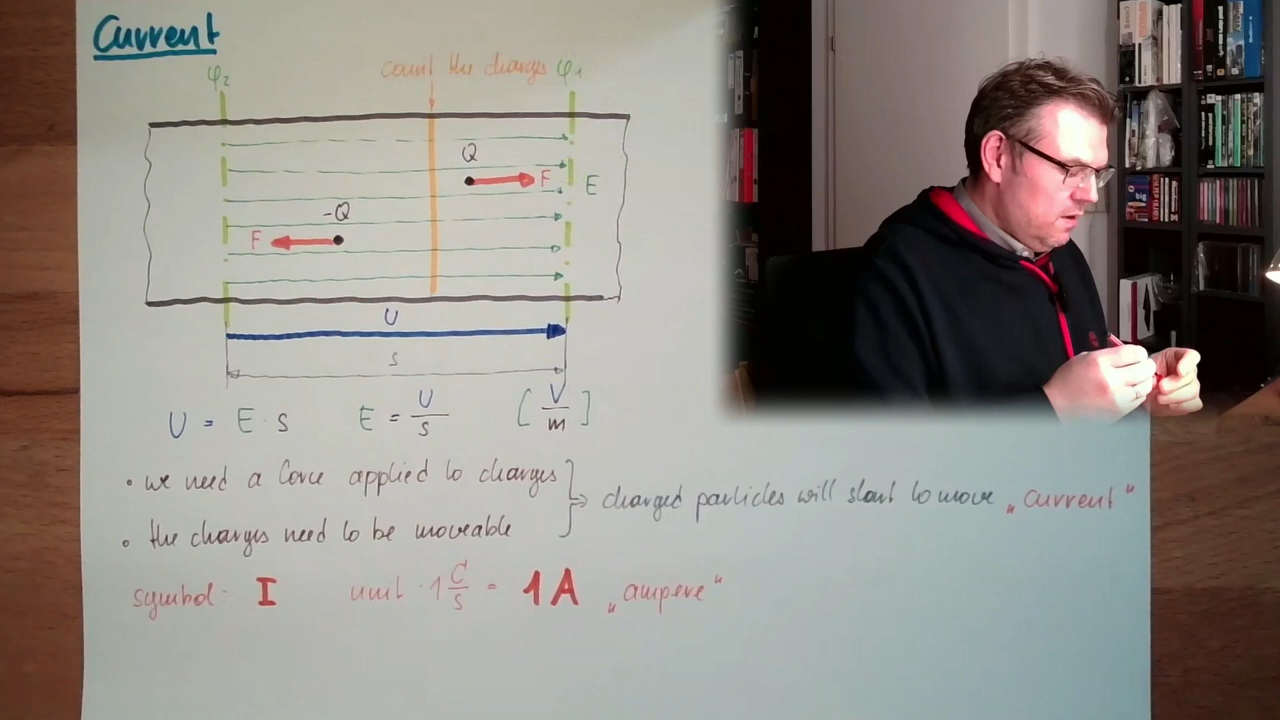 Current
φ₂ count the charges φ₁
Q
F
E
-Q
F
U
s
U = E · s E = U/s [V/m]
• we need a force applied to charges
• the charges need to be moveable
⇒ charged particles will start to move „current"
symbol: I unit: 1 C/s = 1A „ampere"